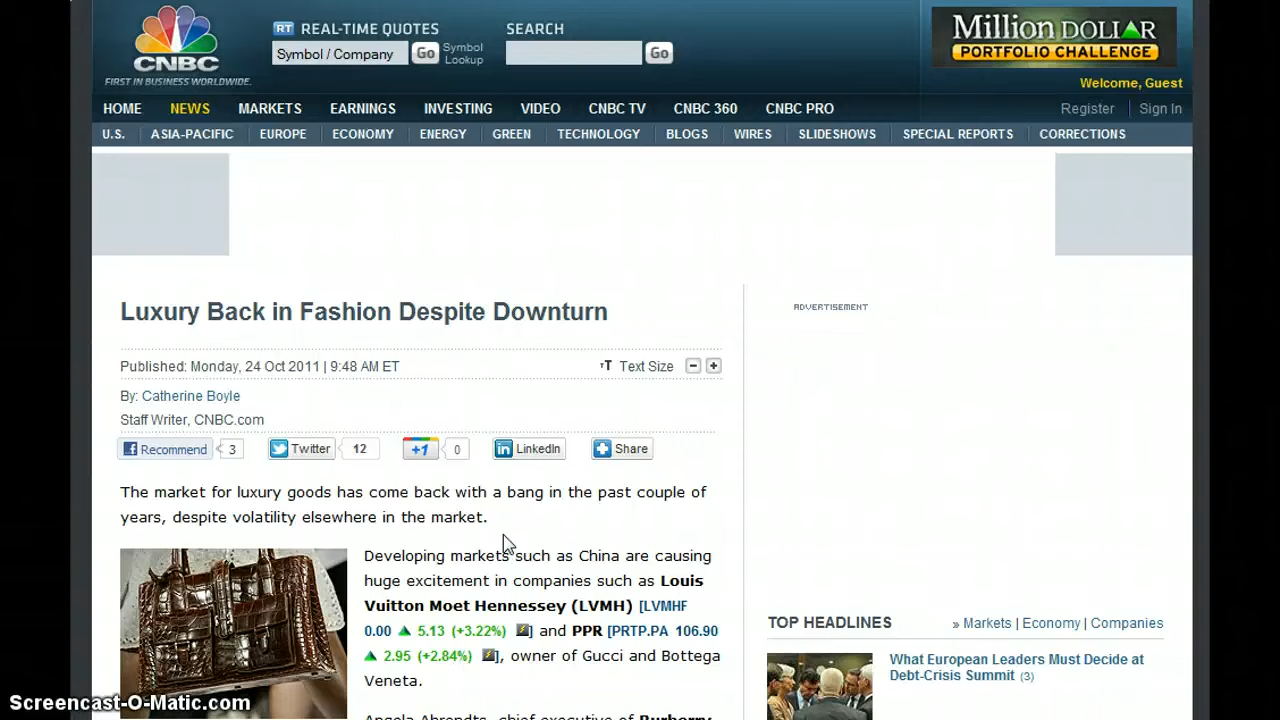 RT REAL-TIME QUOTES
SEARCH
Million DOLLAR
PORTFOLIO CHALLENGE
CNBC
FIRST IN BUSINESS WORLDWIDE.
Symbol / Company
Go
Symbol
Lookup
Go
Welcome, Guest
HOME NEWS MARKETS EARNINGS INVESTING VIDEO CNBC TV CNBC 360 CNBC PRO Register Sign In
U.S. ASIA-PACIFIC EUROPE ECONOMY ENERGY GREEN TECHNOLOGY BLOGS WIRES SLIDESHOWS SPECIAL REPORTS CORRECTIONS
Luxury Back in Fashion Despite Downturn
Published: Monday, 24 Oct 2011 | 9:48 AM ET
TT Text Size - +
By: Catherine Boyle
Staff Writer, CNBC.com
Recommend 3 Twitter 12 +1 0 LinkedIn Share
The market for luxury goods has come back with a bang in the past couple of
years, despite volatility elsewhere in the market.
Developing markets such as China are causing
huge excitement in companies such as Louis
Vuitton Moet Hennessey (LVMH) [LVMHF
0.00 ▲ 5.13 (+3.22%) ] and PPR [PRTP.PA 106.90
▲ 2.95 (+2.84%) ], owner of Gucci and Bottega
Veneta.
Angela Ahrendts, chief executive of Burberry
ADVERTISEMENT
TOP HEADLINES
» Markets | Economy | Companies
What European Leaders Must Decide at
Debt-Crisis Summit (3)
Screencast-O-Matic.com